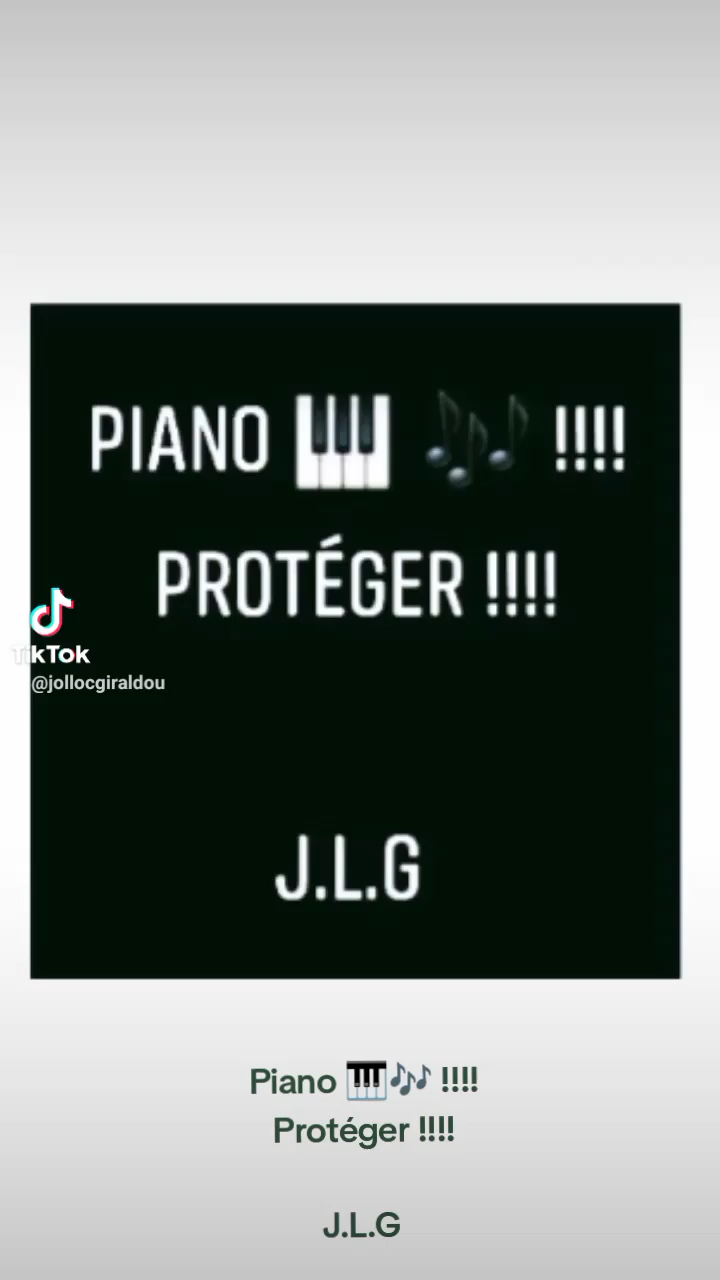 PIANO 🎹 🎶 !!!!
PROTÉGER !!!!
TikTok
@jollocgiraldou
J.L.G
Piano 🎹🎶 !!!!
Protéger !!!!
J.L.G